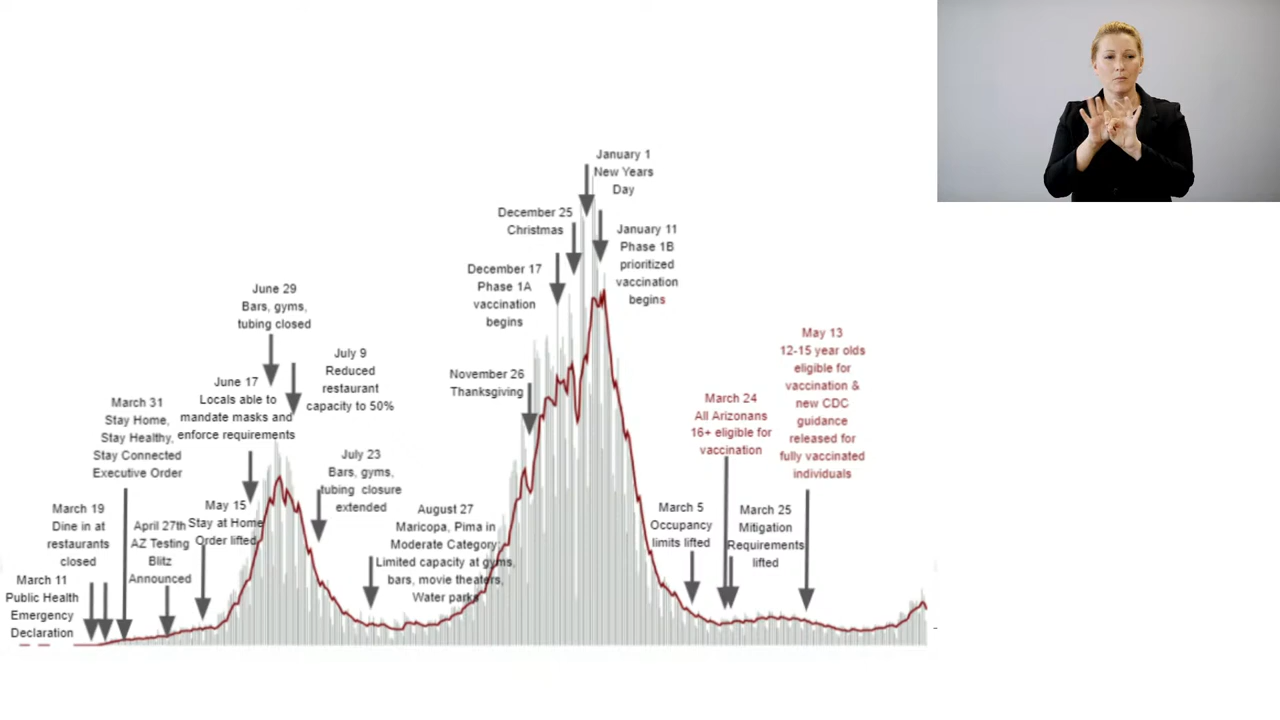 January 1
New Years
Day
December 25
Christmas
January 11
Phase 1B
prioritized
vaccination
begins
December 17
Phase 1A
vaccination
begins
June 29
Bars, gyms,
tubing closed
July 9
Reduced
restaurant
capacity to 50%
June 17
Locals able to
mandate masks and
enforce requirements
November 26
Thanksgiving
May 13
12-15 year olds
eligible for
vaccination &
new CDC
guidance
released for
fully vaccinated
individuals
March 24
All Arizonans
16+ eligible for
vaccination
March 31
Stay Home,
Stay Healthy,
Stay Connected
Executive Order
July 23
Bars, gyms,
tubing closure
extended
March 19
Dine in at
restaurants
closed
April 27th
AZ Testing
Blitz
Announced
May 15
Stay at Home
Order lifted
August 27
Maricopa, Pima in
Moderate Category:
Limited capacity at gyms,
bars, movie theaters,
Water parks
March 5
Occupancy
limits lifted
March 25
Mitigation
Requirements
lifted
March 11
Public Health
Emergency
Declaration